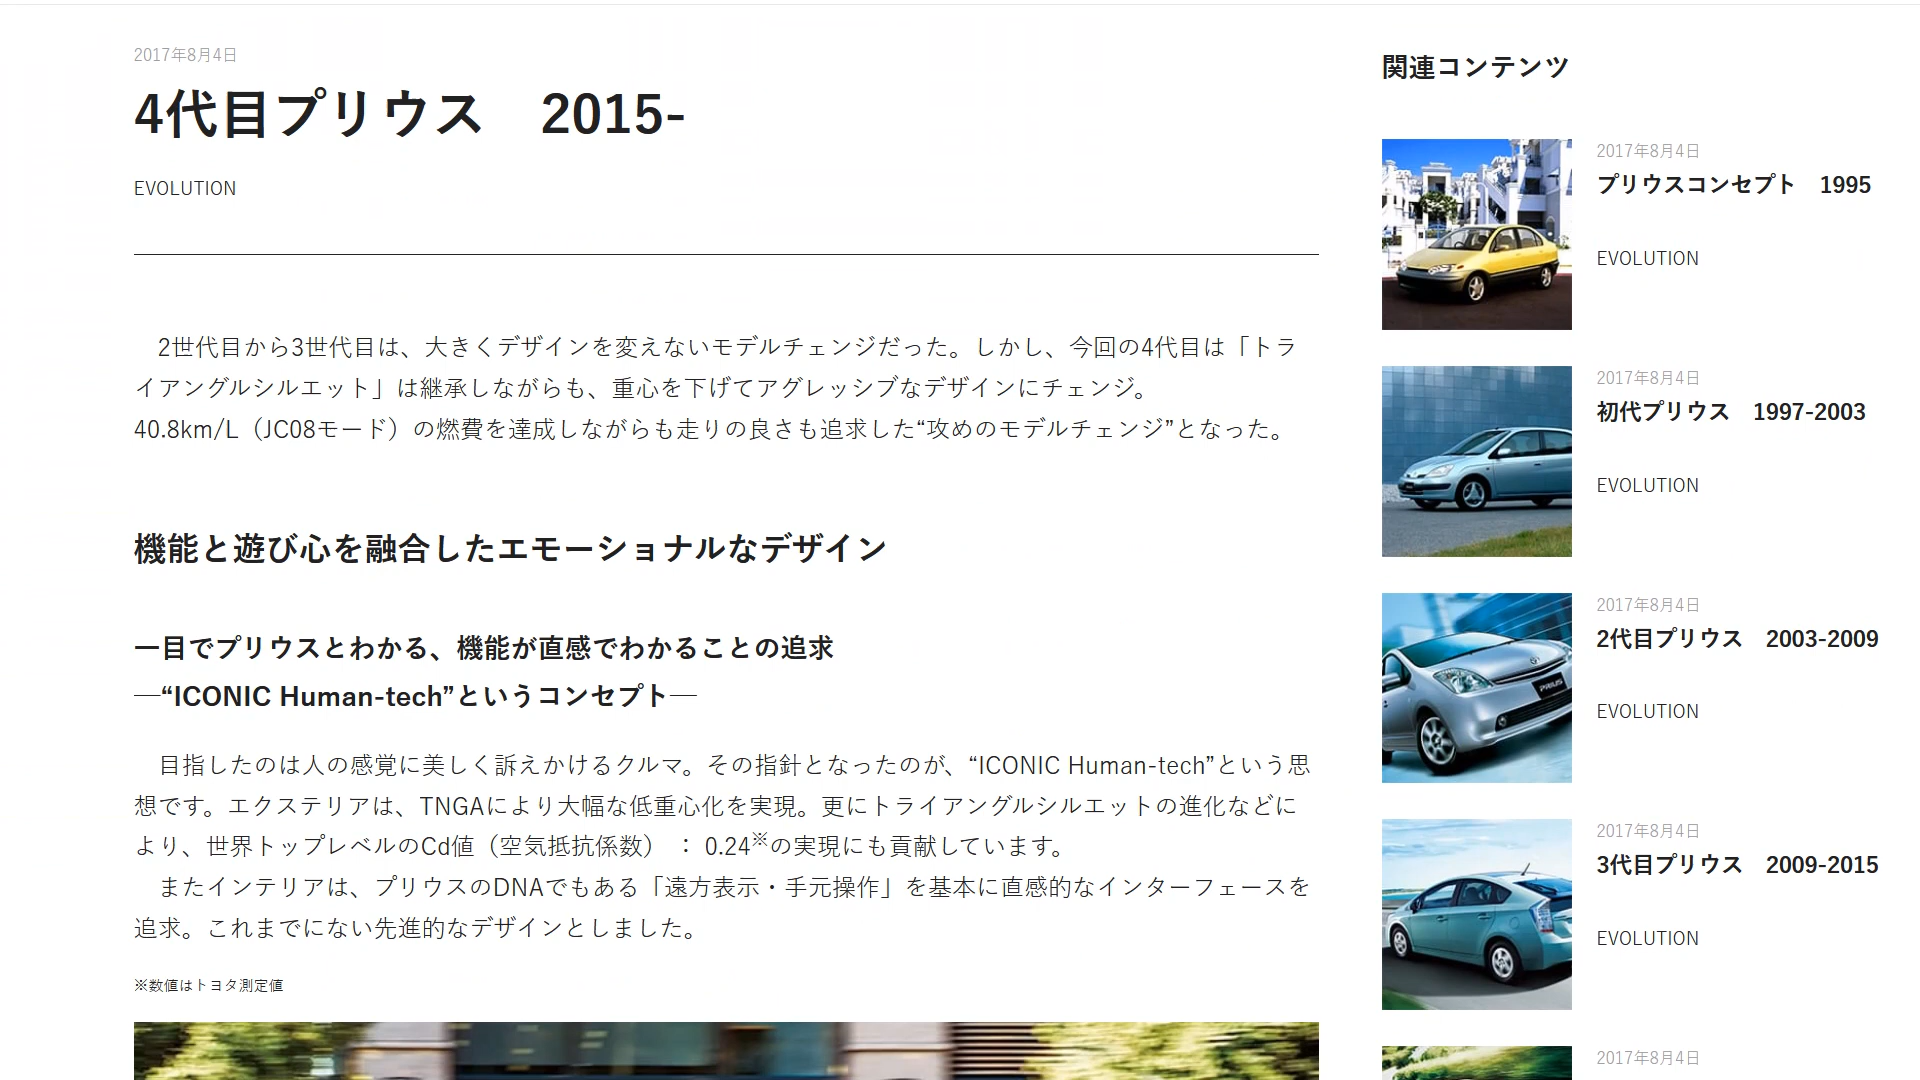 2017年8月4日
4代目プリウス　2015-
EVOLUTION
　2世代目から3世代目は、大きくデザインを変えないモデルチェンジだった。しかし、今回の4代目は「トラ
イアングルシルエット」は継承しながらも、重心を下げてアグレッシブなデザインにチェンジ。
40.8km/L（JC08モード）の燃費を達成しながらも走りの良さも追求した“攻めのモデルチェンジ”となった。
機能と遊び心を融合したエモーショナルなデザイン
一目でプリウスとわかる、機能が直感でわかることの追求
―“ICONIC Human-tech”というコンセプト―
　目指したのは人の感覚に美しく訴えかけるクルマ。その指針となったのが、“ICONIC Human-tech”という思
想です。エクステリアは、TNGAにより大幅な低重心化を実現。更にトライアングルシルエットの進化などに
より、世界トップレベルのCd値（空気抵抗係数） ： 0.24※の実現にも貢献しています。
　またインテリアは、プリウスのDNAでもある「遠方表示・手元操作」を基本に直感的なインターフェースを
追求。これまでにない先進的なデザインとしました。
※数値はトヨタ測定値
関連コンテンツ
2017年8月4日
プリウスコンセプト　1995
EVOLUTION
2017年8月4日
初代プリウス　1997-2003
EVOLUTION
PRIUS
2017年8月4日
2代目プリウス　2003-2009
EVOLUTION
2017年8月4日
3代目プリウス　2009-2015
EVOLUTION
2017年8月4日